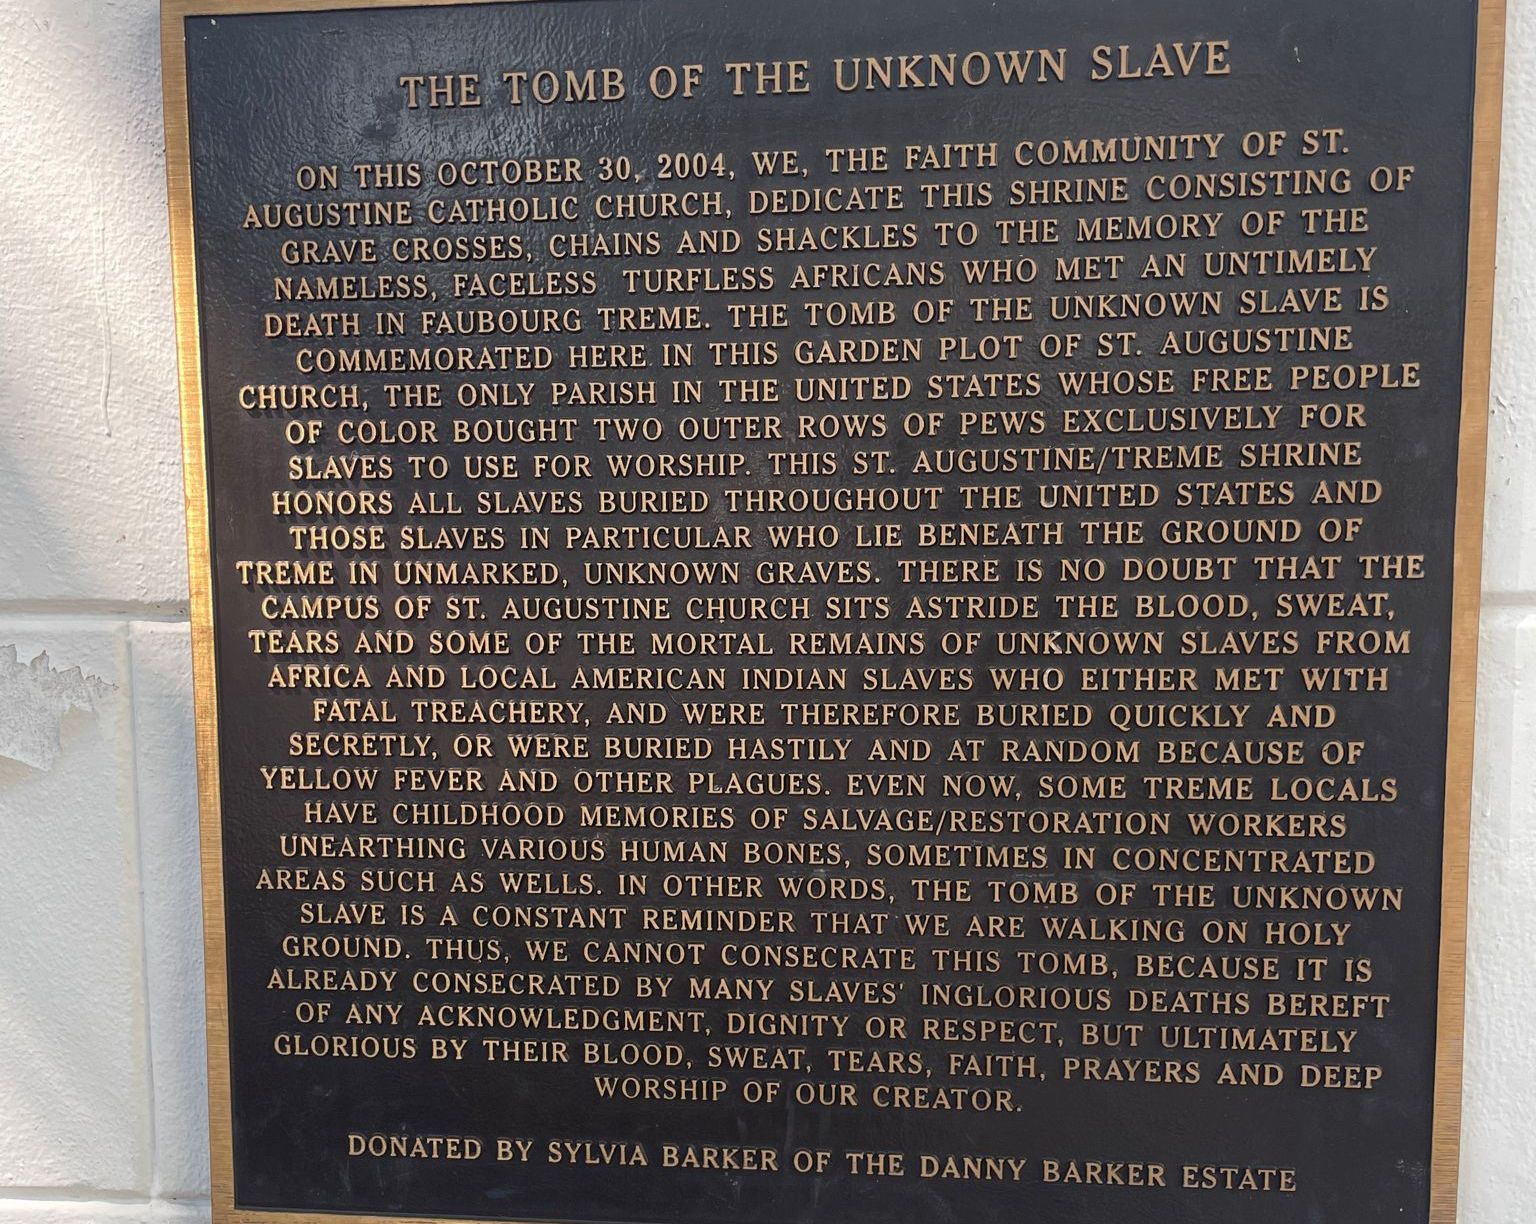 THE TOMB OF THE UNKNOWN SLAVE
ON THIS OCTOBER 30, 2004, WE, THE FAITH COMMUNITY OF ST.
AUGUSTINE CATHOLIC CHURCH, DEDICATE THIS SHRINE CONSISTING OF
GRAVE CROSSES, CHAINS AND SHACKLES TO THE MEMORY OF THE
NAMELESS, FACELESS TURFLESS AFRICANS WHO MET AN UNTIMELY
DEATH IN FAUBOURG TREME. THE TOMB OF THE UNKNOWN SLAVE IS
COMMEMORATED HERE IN THIS GARDEN PLOT OF ST. AUGUSTINE
CHURCH, THE ONLY PARISH IN THE UNITED STATES WHOSE FREE PEOPLE
OF COLOR BOUGHT TWO OUTER ROWS OF PEWS EXCLUSIVELY FOR
SLAVES TO USE FOR WORSHIP. THIS ST. AUGUSTINE/TREME SHRINE
HONORS ALL SLAVES BURIED THROUGHOUT THE UNITED STATES AND
THOSE SLAVES IN PARTICULAR WHO LIE BENEATH THE GROUND OF
TREME IN UNMARKED, UNKNOWN GRAVES. THERE IS NO DOUBT THAT THE
CAMPUS OF ST. AUGUSTINE CHURCH SITS ASTRIDE THE BLOOD, SWEAT,
TEARS AND SOME OF THE MORTAL REMAINS OF UNKNOWN SLAVES FROM
AFRICA AND LOCAL AMERICAN INDIAN SLAVES WHO EITHER MET WITH
FATAL TREACHERY, AND WERE THEREFORE BURIED QUICKLY AND
SECRETLY, OR WERE BURIED HASTILY AND AT RANDOM BECAUSE OF
YELLOW FEVER AND OTHER PLAGUES. EVEN NOW, SOME TREME LOCALS
HAVE CHILDHOOD MEMORIES OF SALVAGE/RESTORATION WORKERS
UNEARTHING VARIOUS HUMAN BONES, SOMETIMES IN CONCENTRATED
AREAS SUCH AS WELLS. IN OTHER WORDS, THE TOMB OF THE UNKNOWN
SLAVE IS A CONSTANT REMINDER THAT WE ARE WALKING ON HOLY
GROUND. THUS, WE CANNOT CONSECRATE THIS TOMB, BECAUSE IT IS
ALREADY CONSECRATED BY MANY SLAVES' INGLORIOUS DEATHS BEREFT
OF ANY ACKNOWLEDGMENT, DIGNITY OR RESPECT, BUT ULTIMATELY
GLORIOUS BY THEIR BLOOD, SWEAT, TEARS, FAITH, PRAYERS AND DEEP
WORSHIP OF OUR CREATOR.
DONATED BY SYLVIA BARKER OF THE DANNY BARKER ESTATE